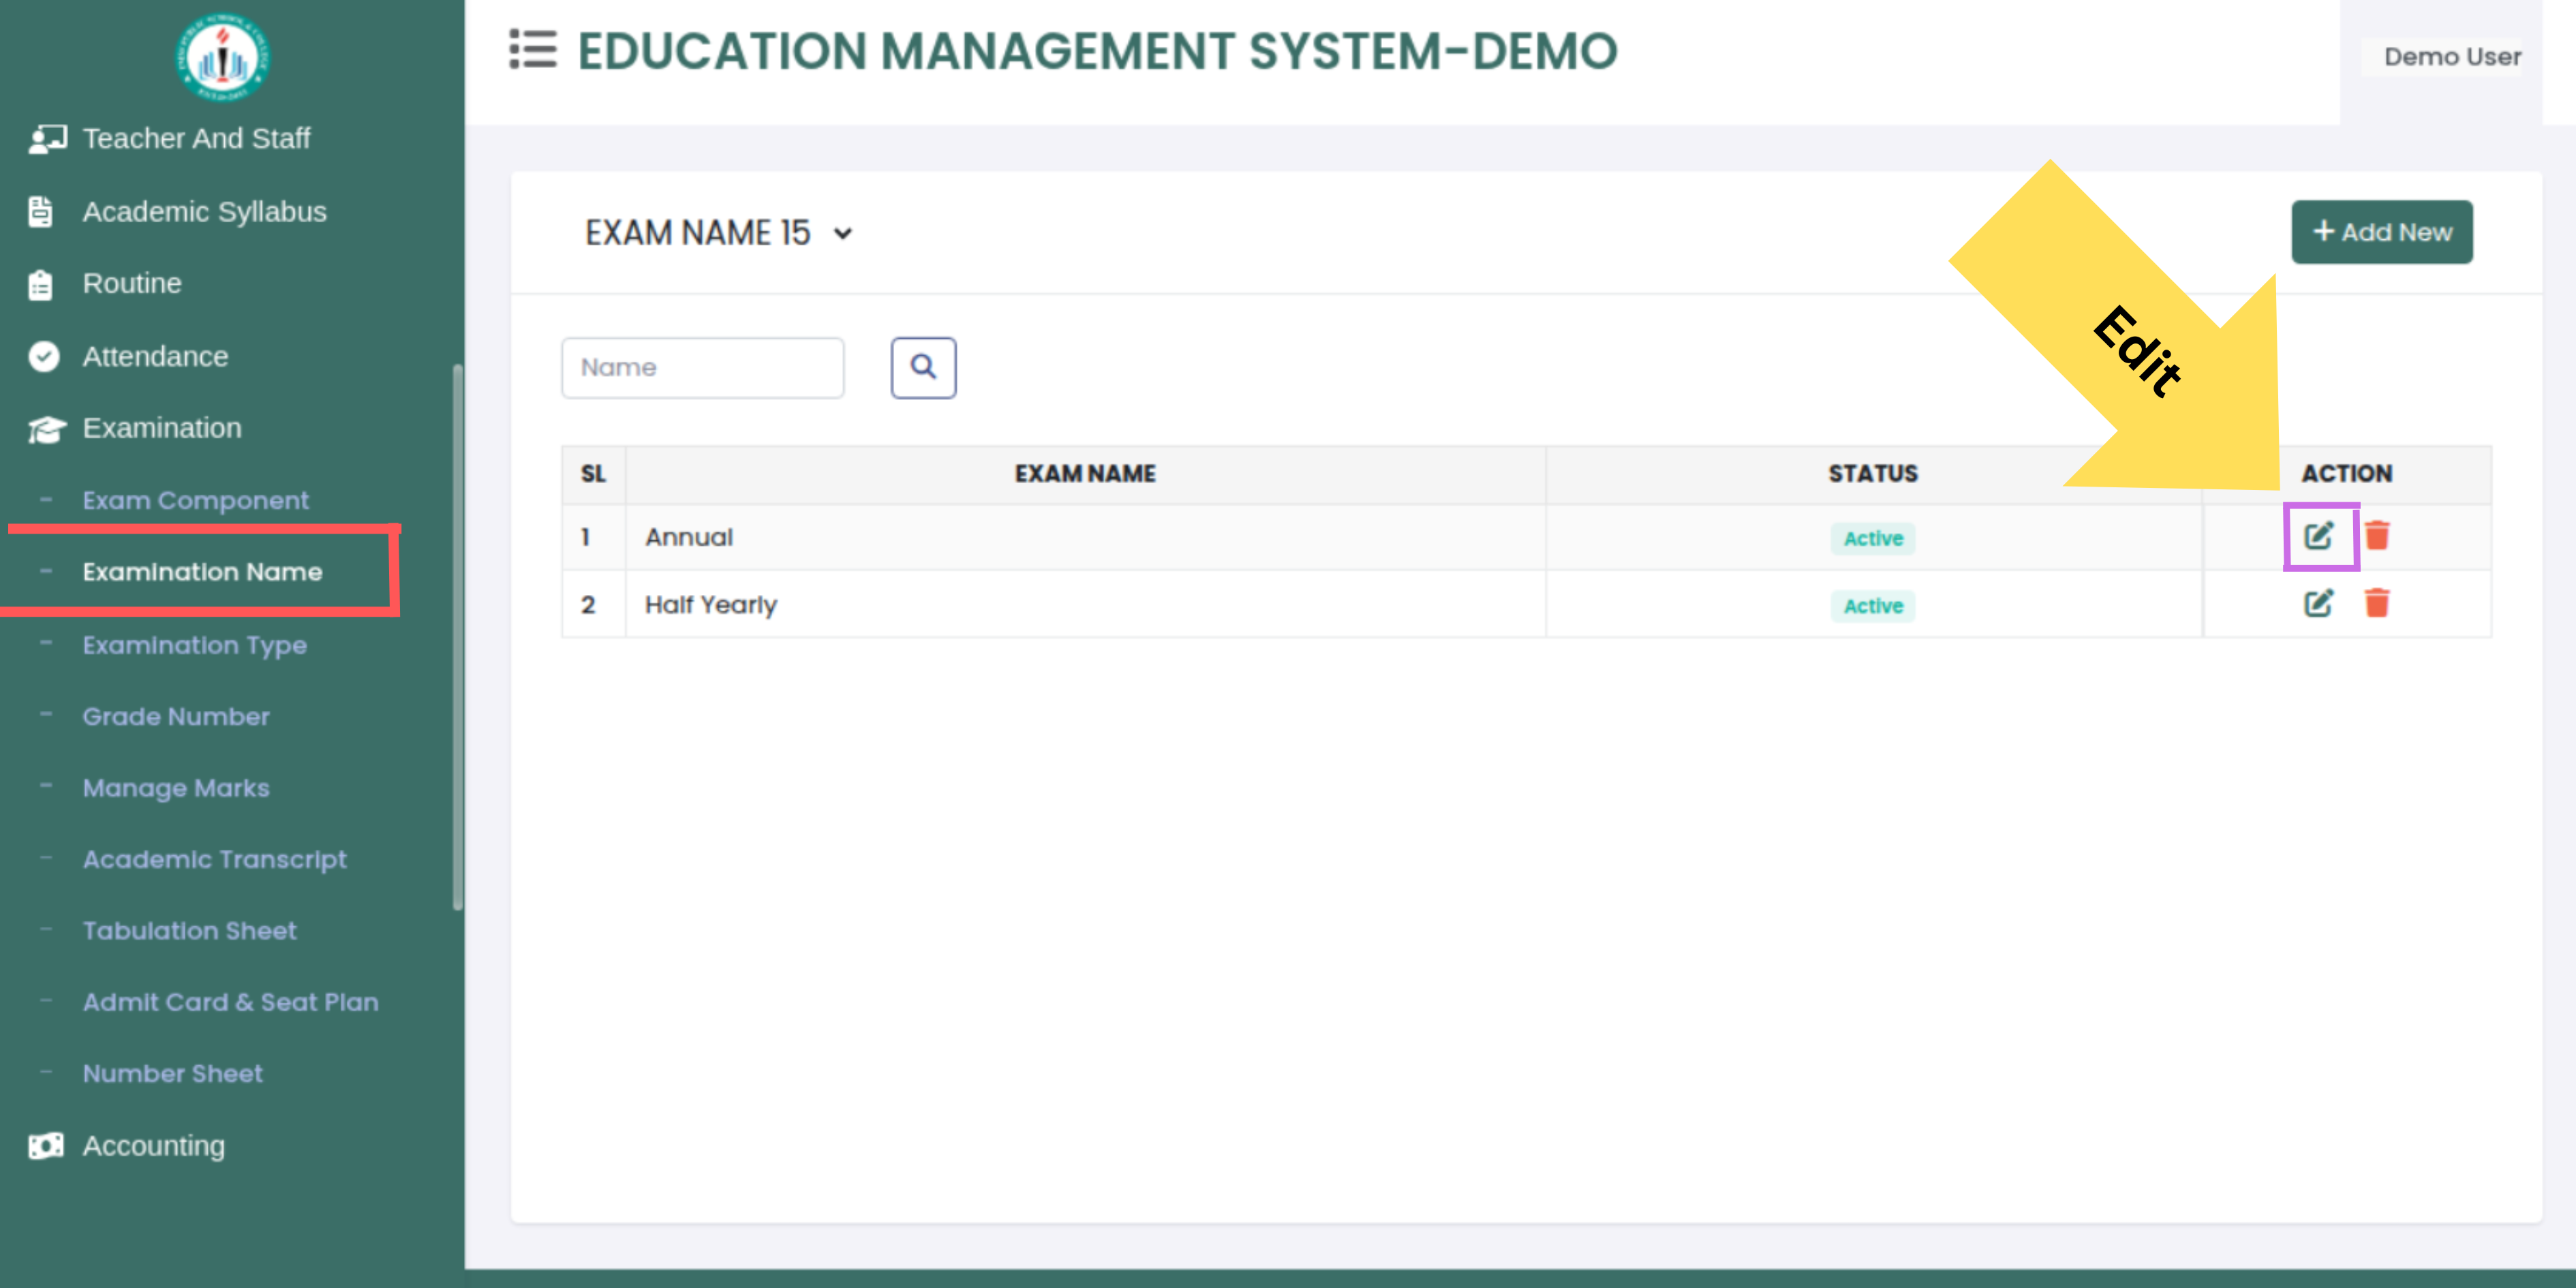 EDUCATION MANAGEMENT SYSTEM-DEMO
Demo User
Teacher And Staff
Academic Syllabus
Routine
Attendance
Examination
- Exam Component
- Examination Name
- Examination Type
- Grade Number
- Manage Marks
- Academic Transcript
- Tabulation Sheet
- Admit Card & Seat Plan
- Number Sheet
Accounting
EXAM NAME 15
+ Add New
Name
Edit
SL EXAM NAME STATUS ACTION
1 Annual Active
2 Half Yearly Active